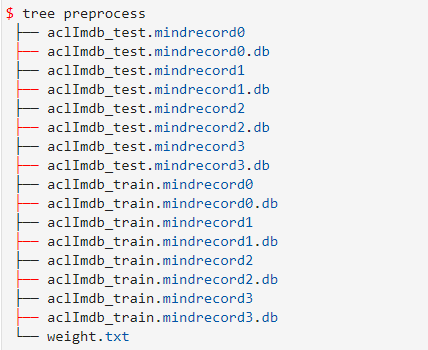 $ tree preprocess
├── aclImdb_test.mindrecord0
├── aclImdb_test.mindrecord0.db
├── aclImdb_test.mindrecord1
├── aclImdb_test.mindrecord1.db
├── aclImdb_test.mindrecord2
├── aclImdb_test.mindrecord2.db
├── aclImdb_test.mindrecord3
├── aclImdb_test.mindrecord3.db
├── aclImdb_train.mindrecord0
├── aclImdb_train.mindrecord0.db
├── aclImdb_train.mindrecord1
├── aclImdb_train.mindrecord1.db
├── aclImdb_train.mindrecord2
├── aclImdb_train.mindrecord2.db
├── aclImdb_train.mindrecord3
├── aclImdb_train.mindrecord3.db
└── weight.txt